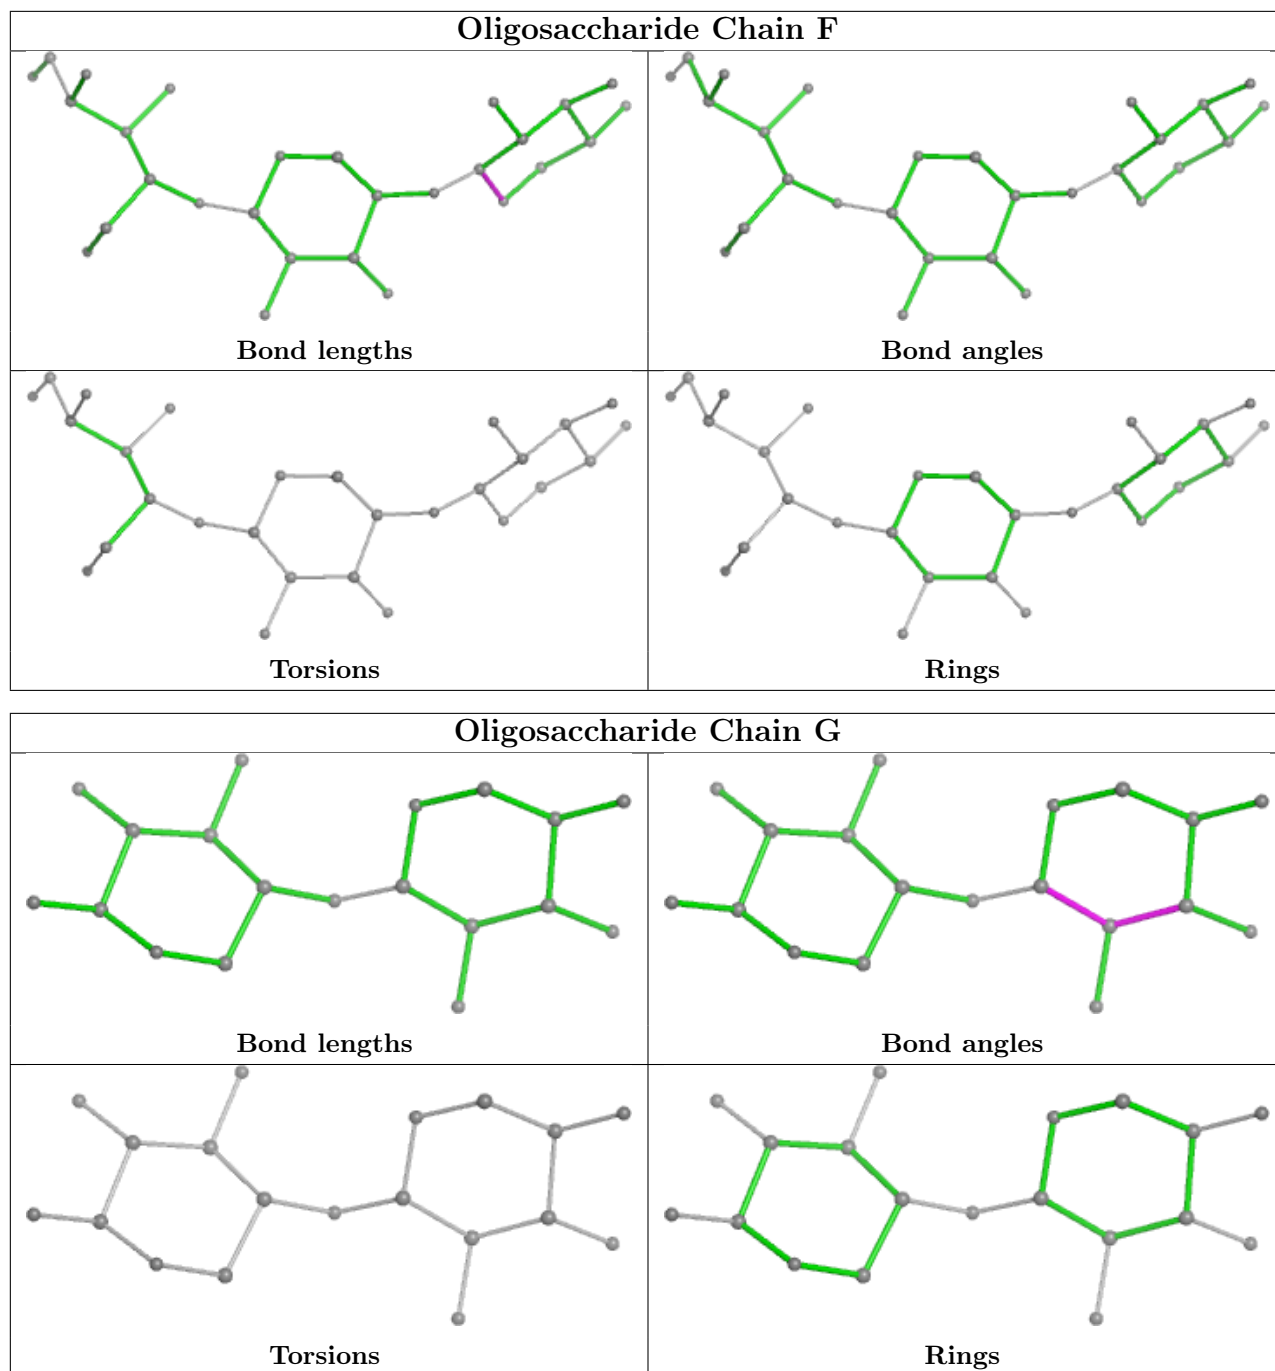 Oligosaccharide Chain F
Bond lengths
Bond angles
Torsions
Rings
Oligosaccharide Chain G
Bond lengths
Bond angles
Torsions
Rings